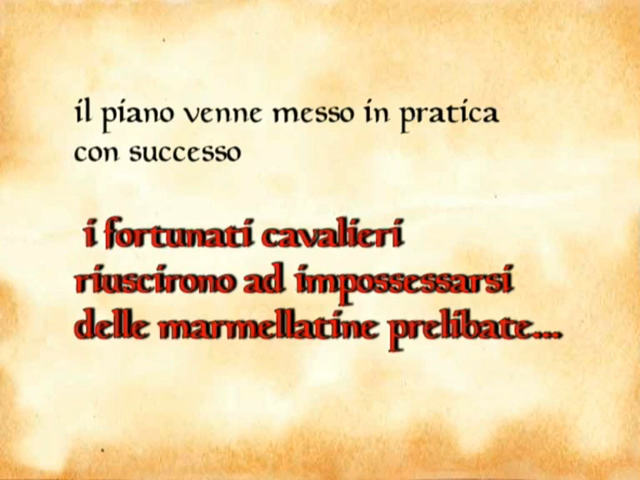 il piano venne messo in pratica
con successo
i fortunati cavalieri
riuscirono ad impossessarsi
delle marmellatine prelibate...